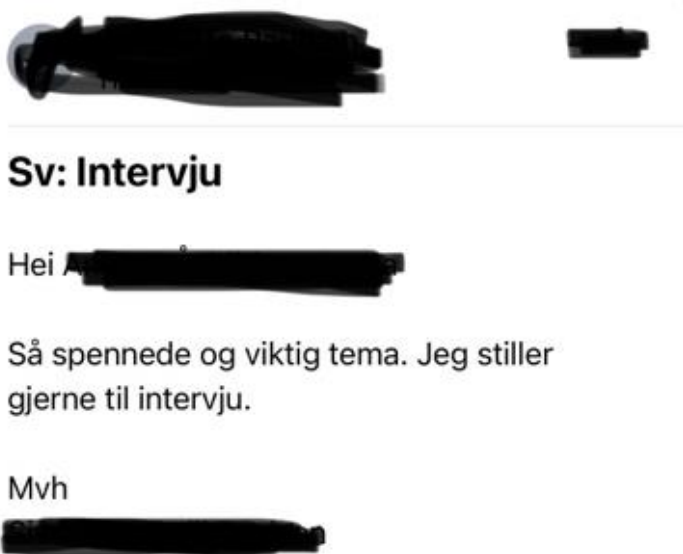 Sv: Intervju
Hei
Så spennede og viktig tema. Jeg stiller
gjerne til intervju.
Mvh